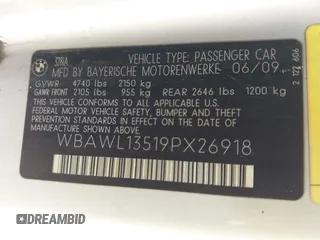 VEHICLE TYPE: PASSENGER CAR
MFD BY BAYERISCHE MOTORENWERKE 06/09
GVWR 4740 lbs 2150 kg
GAWR
FRONT 2105 lbs 955 kg REAR 2646 lbs 1200 kg
THIS VEHICLE CONFORMS TO ALL APPLICABLE
FEDERAL MOTOR VEHICLE SAFETY, BUMPER
AND THEFT PREVENTION STANDARDS IN EFFECT
ON THE DATE OF MANUFACTURE SHOWN ABOVE.
WBAWL13519PX26918
DREAMBID